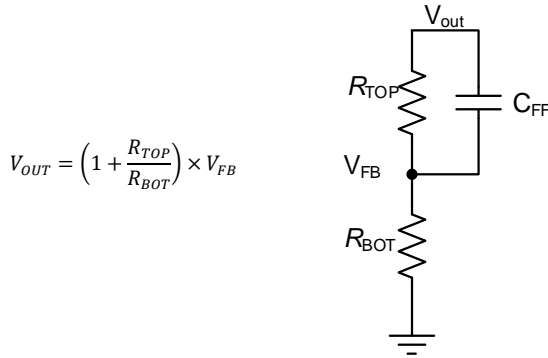 V_out
R_TOP
C_FF
V_OUT = (1 + R_TOP / R_BOT) × V_FB
V_FB
R_BOT